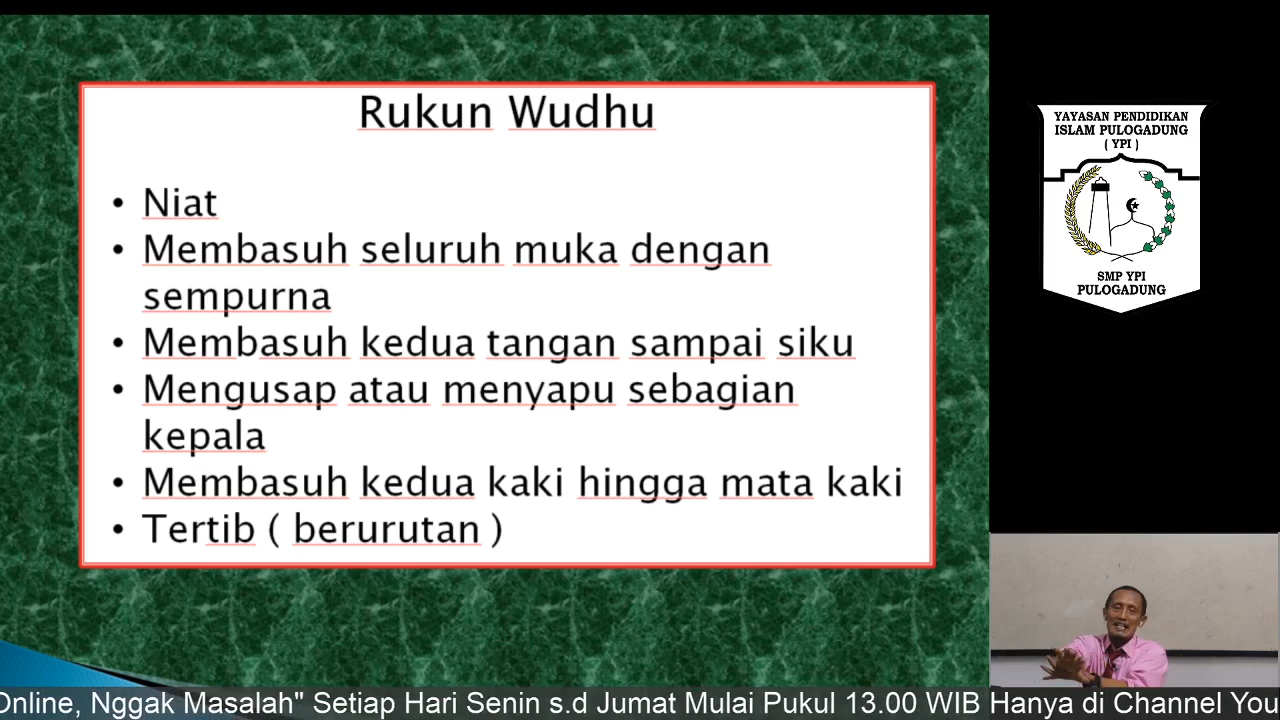 Rukun Wudhu
• Niat
• Membasuh seluruh muka dengan
sempurna
• Membasuh kedua tangan sampai siku
• Mengusap atau menyapu sebagian
kepala
• Membasuh kedua kaki hingga mata kaki
• Tertib ( berurutan )
YAYASAN PENDIDIKAN
ISLAM PULOGADUNG
( YPI )
SMP YPI
PULOGADUNG
Online, Nggak Masalah" Setiap Hari Senin s.d Jumat Mulai Pukul 13.00 WIB Hanya di Channel You